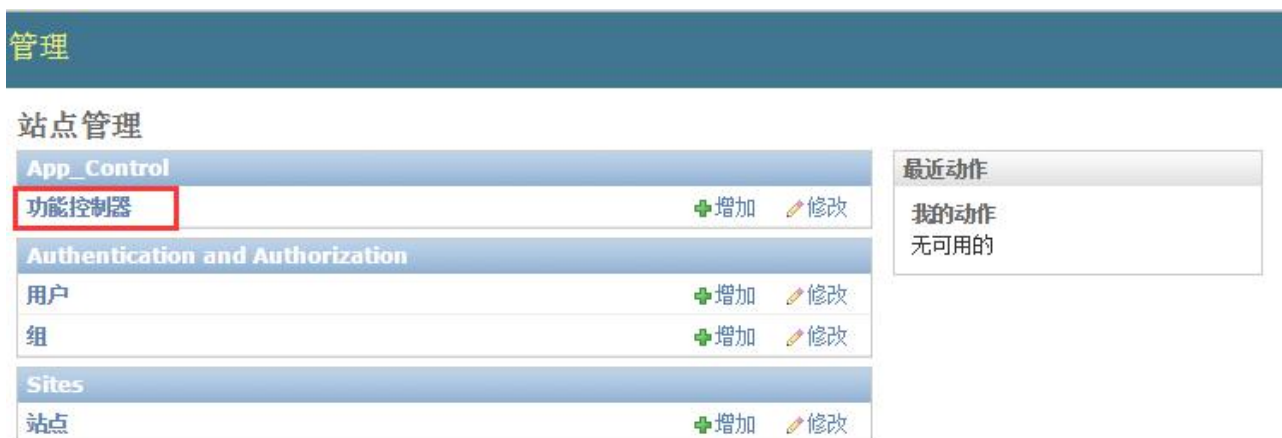 管理
站点管理
App_Control
功能控制器 增加 修改
Authentication and Authorization
用户 增加 修改
组 增加 修改
Sites
站点 增加 修改
最近动作
我的动作
无可用的